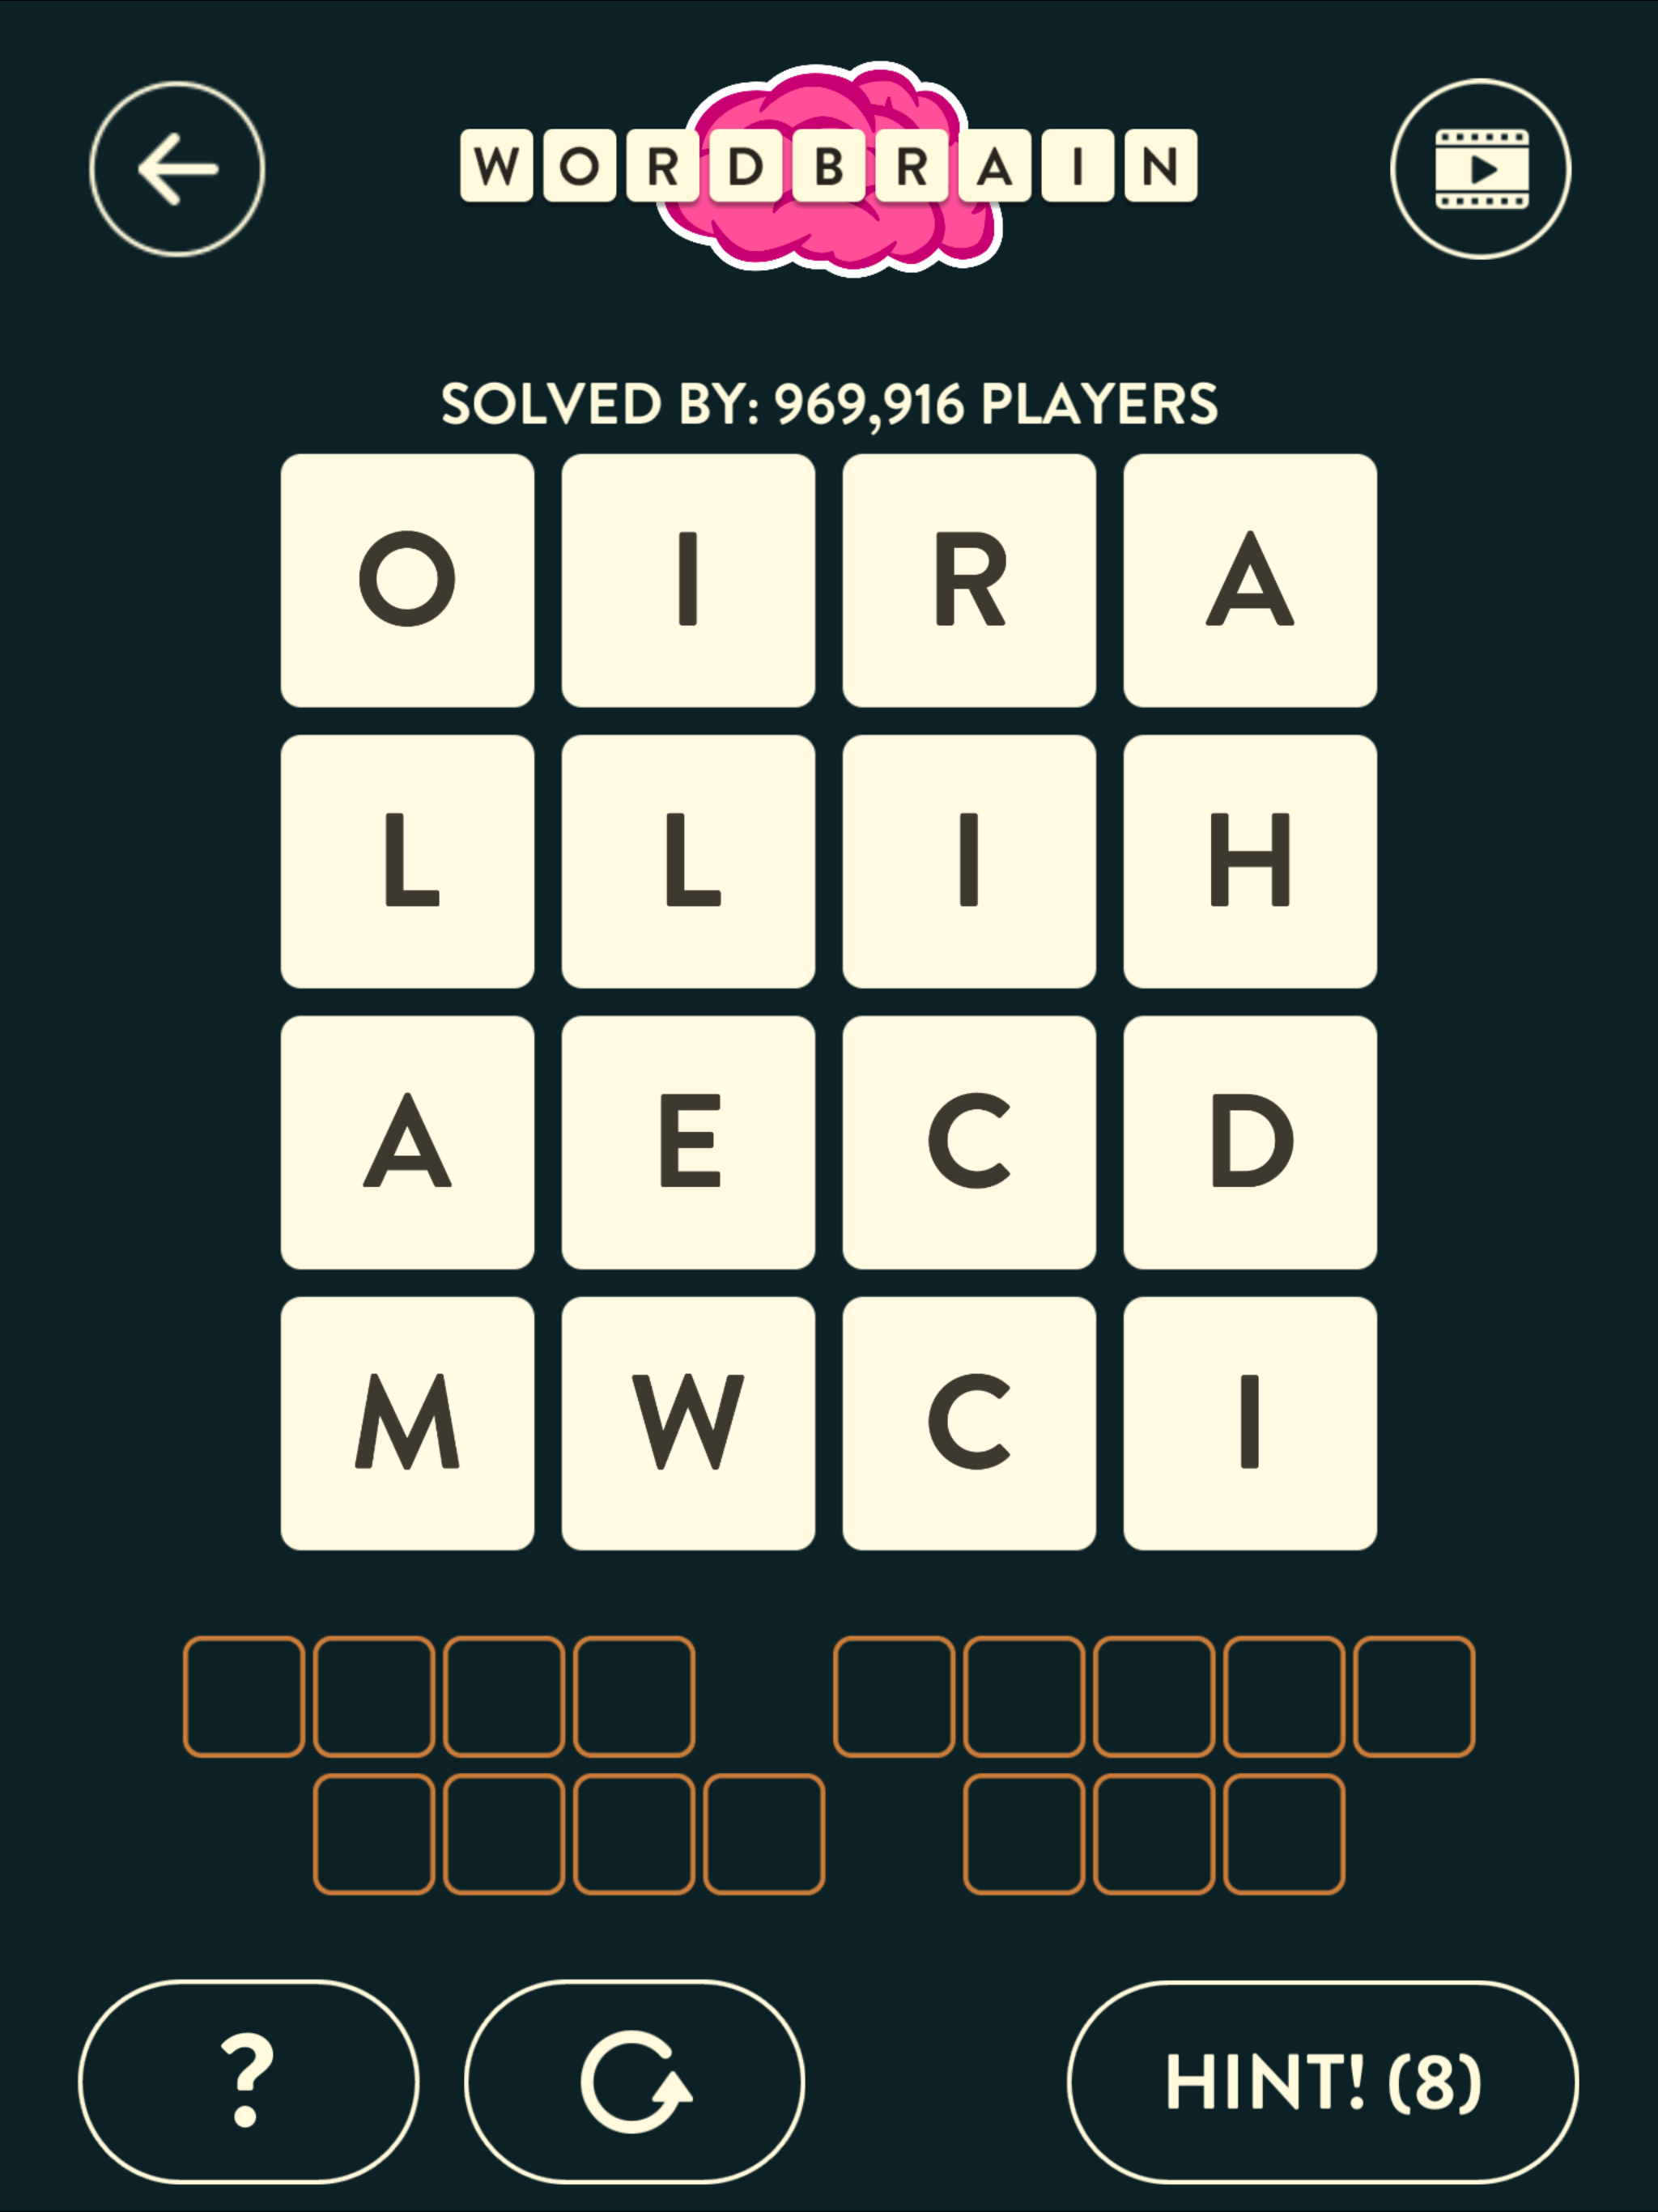 WORDBRAIN
SOLVED BY: 969,916 PLAYERS
O I R A
L L I H
A E C D
M W C I
? HINT! (8)